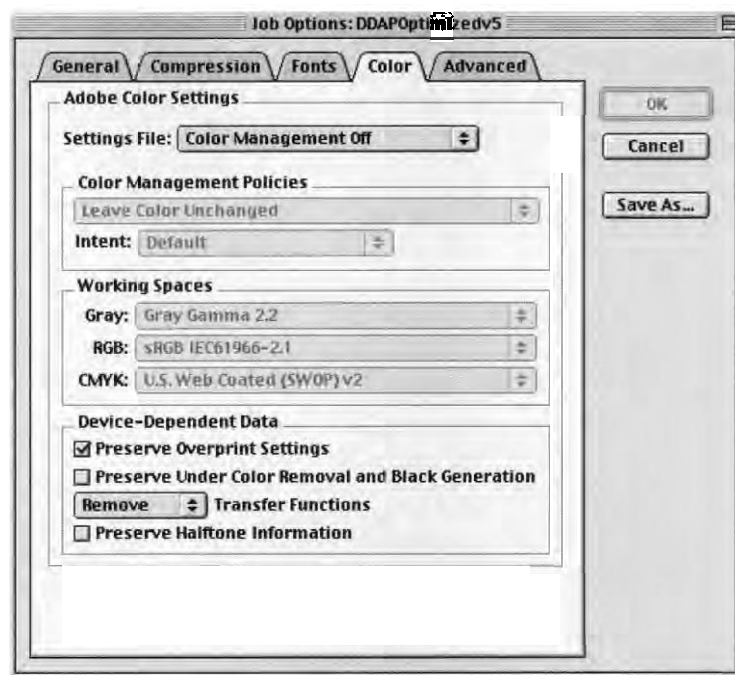 Job Options: DDAPOptimizedv5
General Compression Fonts Color Advanced
Adobe Color Settings
Settings File: Color Management Off
OK
Cancel
Save As...
Color Management Policies
Leave Color Unchanged
Intent: Default
Working Spaces
Gray: Gray Gamma 2.2
RGB: sRGB IEC61966-2.1
CMYK: U.S. Web Coated (SWOP) v2
Device-Dependent Data
Preserve Overprint Settings
Preserve Under Color Removal and Black Generation
Remove Transfer Functions
Preserve Halftone Information